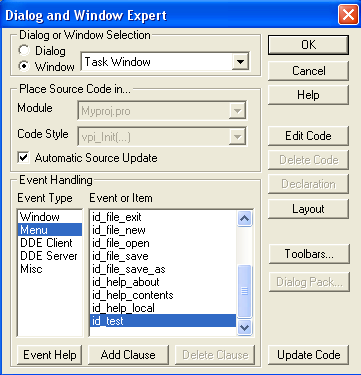 Dialog and Window Expert
Dialog or Window Selection
Dialog
Window
Task Window
OK
Cancel
Help
Place Source Code in...
Module
Myproj.pro
Code Style
vpi_Init(...)
Automatic Source Update
Edit Code
Delete Code
Declaration
Layout
Event Handling
Event Type
Event or Item
Window
Menu
DDE Client
DDE Server
Misc
id_file_exit
id_file_new
id_file_open
id_file_save
id_file_save_as
id_help_about
id_help_contents
id_help_local
id_test
Toolbars...
Dialog Pack...
Event Help
Add Clause
Delete Clause
Update Code